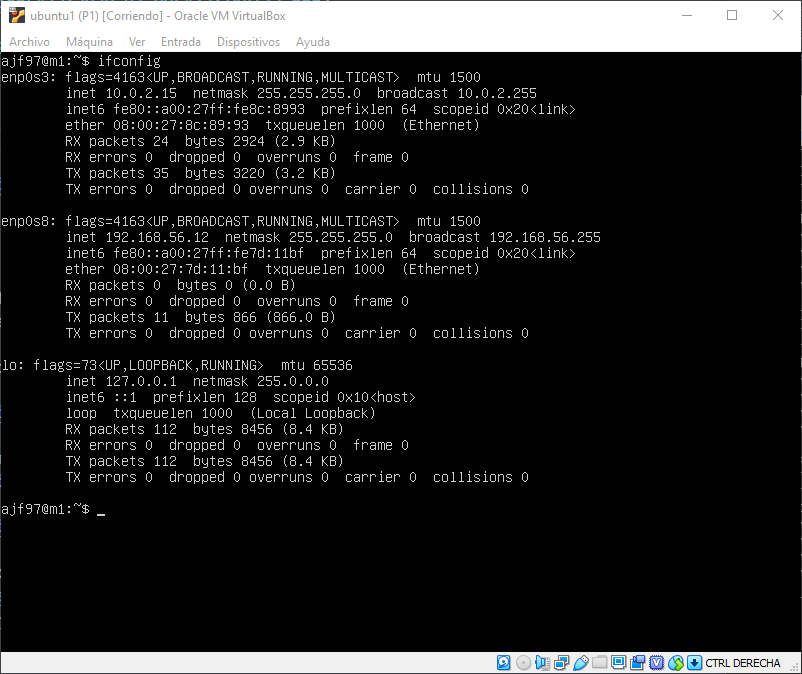 ubuntu1 (P1) [Corriendo] - Oracle VM VirtualBox
Archivo Máquina Ver Entrada Dispositivos Ayuda
ajf97@m1:~$ ifconfig
enp0s3: flags=4163<UP,BROADCAST,RUNNING,MULTICAST>  mtu 1500
        inet 10.0.2.15  netmask 255.255.255.0  broadcast 10.0.2.255
        inet6 fe80::a00:27ff:fe8c:8993  prefixlen 64  scopeid 0x20<link>
        ether 08:00:27:8c:89:93  txqueuelen 1000  (Ethernet)
        RX packets 24  bytes 2924 (2.9 KB)
        RX errors 0  dropped 0  overruns 0  frame 0
        TX packets 35  bytes 3220 (3.2 KB)
        TX errors 0  dropped 0 overruns 0  carrier 0  collisions 0
enp0s8: flags=4163<UP,BROADCAST,RUNNING,MULTICAST>  mtu 1500
        inet 192.168.56.12  netmask 255.255.255.0  broadcast 192.168.56.255
        inet6 fe80::a00:27ff:fe7d:11bf  prefixlen 64  scopeid 0x20<link>
        ether 08:00:27:7d:11:bf  txqueuelen 1000  (Ethernet)
        RX packets 0  bytes 0 (0.0 B)
        RX errors 0  dropped 0  overruns 0  frame 0
        TX packets 11  bytes 866 (866.0 B)
        TX errors 0  dropped 0 overruns 0  carrier 0  collisions 0
lo: flags=73<UP,LOOPBACK,RUNNING>  mtu 65536
        inet 127.0.0.1  netmask 255.0.0.0
        inet6 ::1  prefixlen 128  scopeid 0x10<host>
        loop  txqueuelen 1000  (Local Loopback)
        RX packets 112  bytes 8456 (8.4 KB)
        RX errors 0  dropped 0  overruns 0  frame 0
        TX packets 112  bytes 8456 (8.4 KB)
        TX errors 0  dropped 0 overruns 0  carrier 0  collisions 0
ajf97@m1:~$ _
CTRL DERECHA